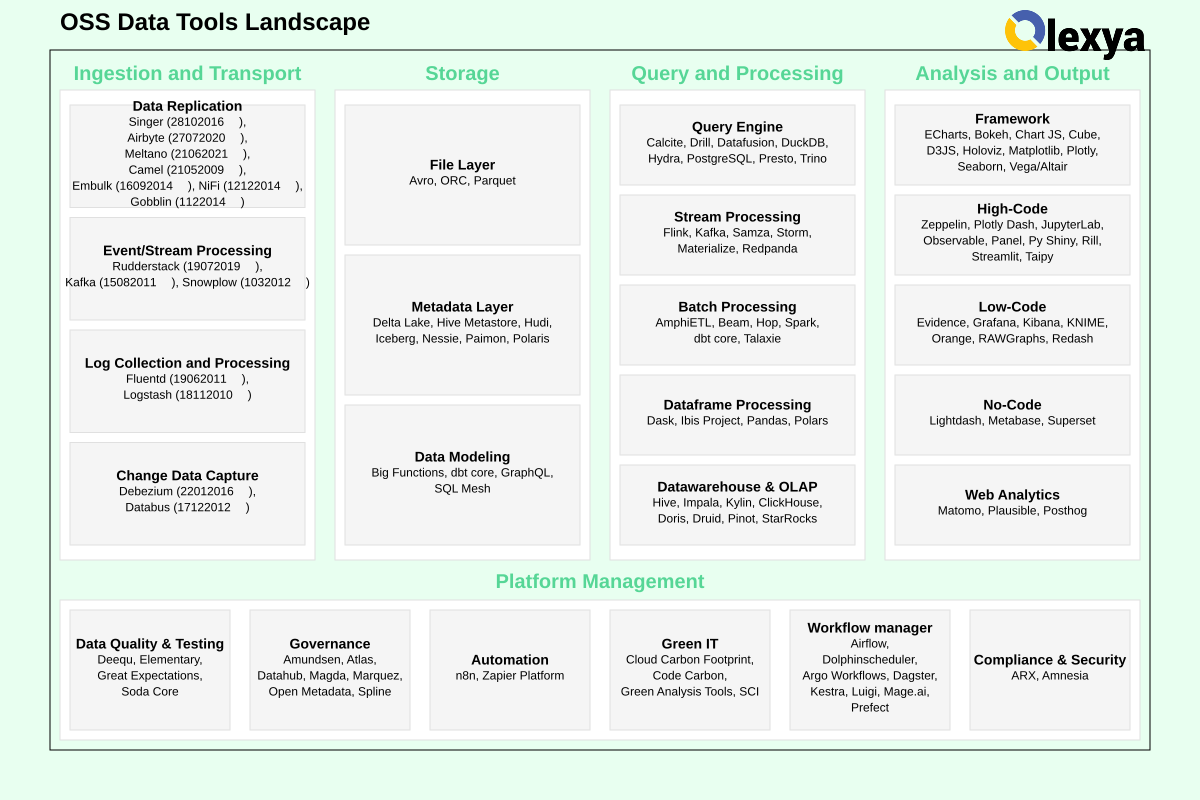 OSS Data Tools Landscape
lexya
Ingestion and Transport
Data Replication
Singer (28102016 ),
Airbyte (27072020 ),
Meltano (21062021 ),
Camel (21052009 ),
Embulk (16092014 ), NiFi (12122014 ),
Gobblin (1122014 )
Event/Stream Processing
Rudderstack (19072019 ),
Kafka (15082011 ), Snowplow (1032012 )
Log Collection and Processing
Fluentd (19062011 ),
Logstash (18112010 )
Change Data Capture
Debezium (22012016 ),
Databus (17122012 )
Storage
File Layer
Avro, ORC, Parquet
Metadata Layer
Delta Lake, Hive Metastore, Hudi,
Iceberg, Nessie, Paimon, Polaris
Data Modeling
Big Functions, dbt core, GraphQL,
SQL Mesh
Query and Processing
Query Engine
Calcite, Drill, Datafusion, DuckDB,
Hydra, PostgreSQL, Presto, Trino
Stream Processing
Flink, Kafka, Samza, Storm,
Materialize, Redpanda
Batch Processing
AmphiETL, Beam, Hop, Spark,
dbt core, Talaxie
Dataframe Processing
Dask, Ibis Project, Pandas, Polars
Datawarehouse & OLAP
Hive, Impala, Kylin, ClickHouse,
Doris, Druid, Pinot, StarRocks
Analysis and Output
Framework
ECharts, Bokeh, Chart JS, Cube,
D3JS, Holoviz, Matplotlib, Plotly,
Seaborn, Vega/Altair
High-Code
Zeppelin, Plotly Dash, JupyterLab,
Observable, Panel, Py Shiny, Rill,
Streamlit, Taipy
Low-Code
Evidence, Grafana, Kibana, KNIME,
Orange, RAWGraphs, Redash
No-Code
Lightdash, Metabase, Superset
Web Analytics
Matomo, Plausible, Posthog
Platform Management
Data Quality & Testing
Deequ, Elementary,
Great Expectations,
Soda Core
Governance
Amundsen, Atlas,
Datahub, Magda, Marquez,
Open Metadata, Spline
Automation
n8n, Zapier Platform
Green IT
Cloud Carbon Footprint,
Code Carbon,
Green Analysis Tools, SCI
Workflow manager
Airflow,
Dolphinscheduler,
Argo Workflows, Dagster,
Kestra, Luigi, Mage.ai,
Prefect
Compliance & Security
ARX, Amnesia